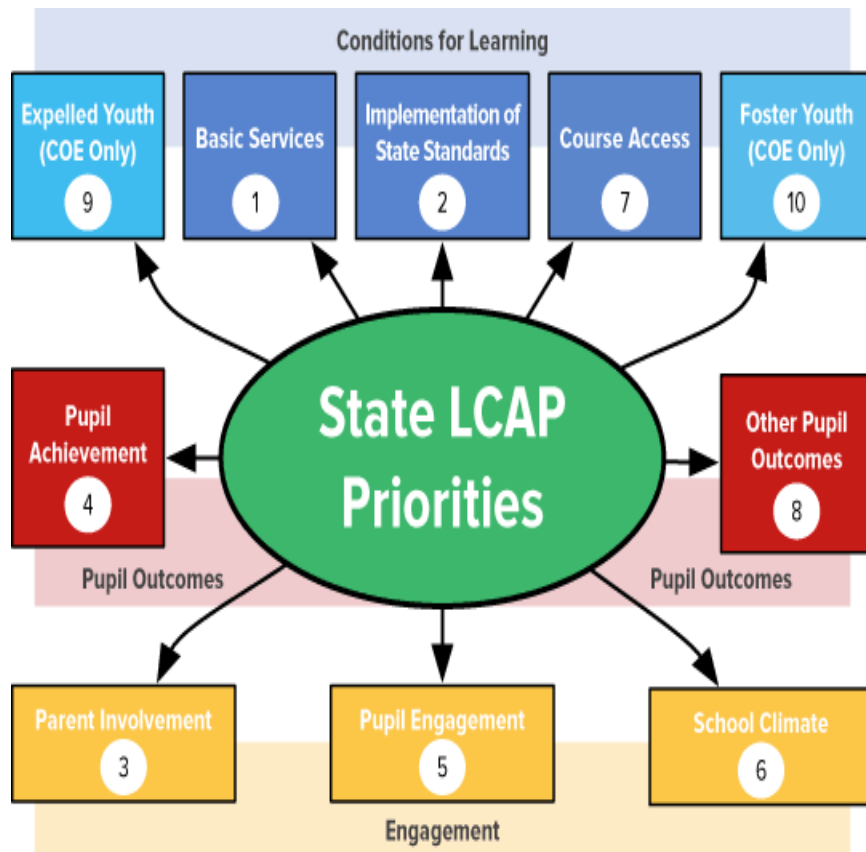 Conditions for Learning
Expelled Youth
(COE Only)
9
Basic Services
1
Implementation of
State Standards
2
Course Access
7
Foster Youth
(COE Only)
10
State LCAP
Priorities
Pupil
Achievement
4
Other Pupil
Outcomes
8
Pupil Outcomes
Pupil Outcomes
Parent Involvement
3
Pupil Engagement
5
School Climate
6
Engagement